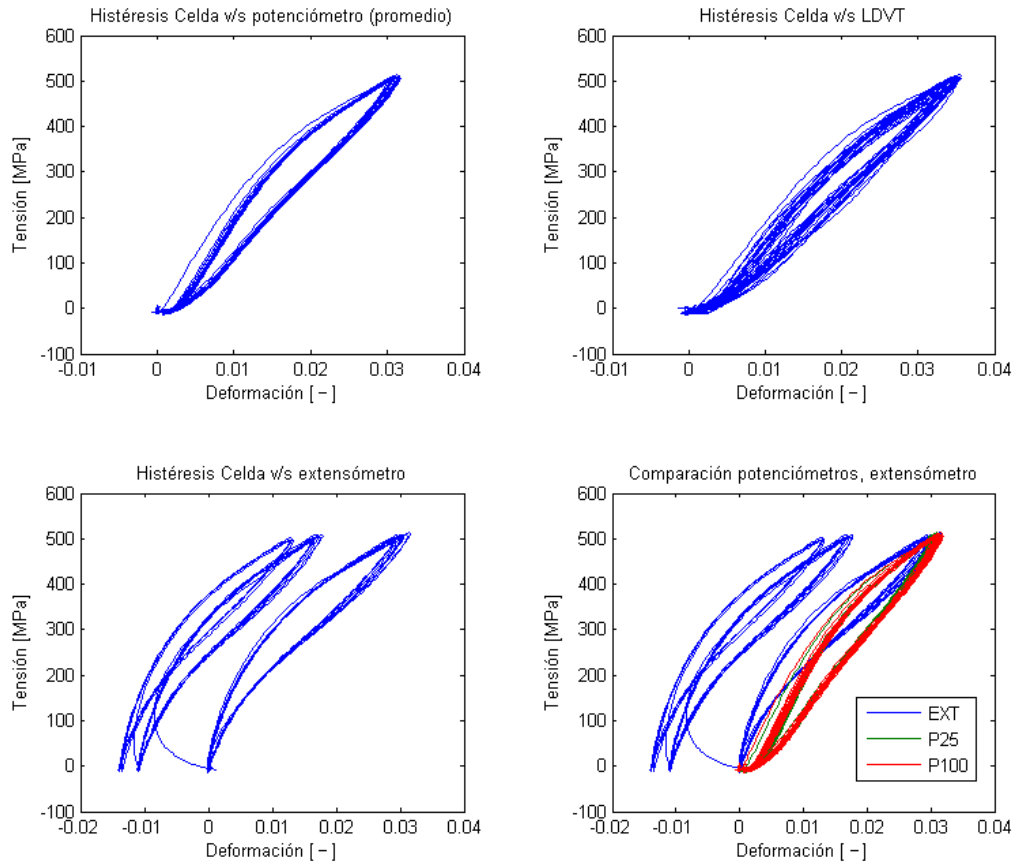 Histéresis Celda v/s potenciómetro (promedio)
600
500
400
300
200
100
0
-100
Tensión [MPa]
-0.01 0 0.01 0.02 0.03 0.04
Deformación [ − ]
Histéresis Celda v/s LDVT
600
500
400
300
200
100
0
-100
Tensión [MPa]
-0.01 0 0.01 0.02 0.03 0.04
Deformación [ − ]
Histéresis Celda v/s extensómetro
600
500
400
300
200
100
0
-100
Tensión [MPa]
-0.02 -0.01 0 0.01 0.02 0.03 0.04
Deformación [ − ]
Comparación potenciómetros, extensómetro
600
500
400
300
200
100
0
-100
Tensión [MPa]
EXT
P25
P100
-0.02 -0.01 0 0.01 0.02 0.03 0.04
Deformación [ − ]